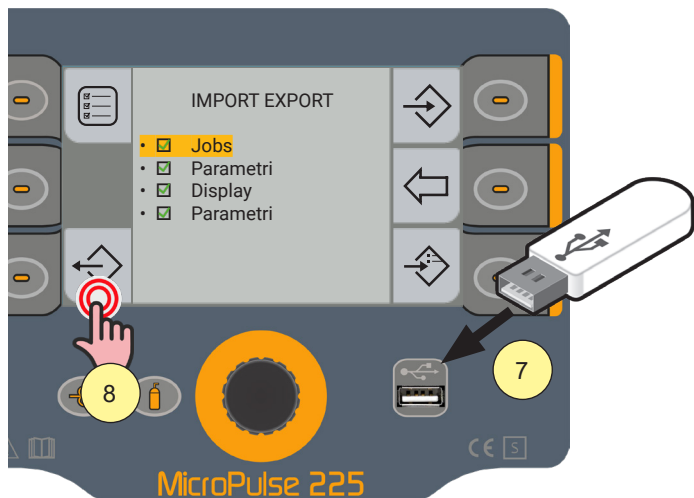 IMPORT EXPORT
Jobs
Parametri
Display
Parametri
7
8
CE S
MicroPulse 225